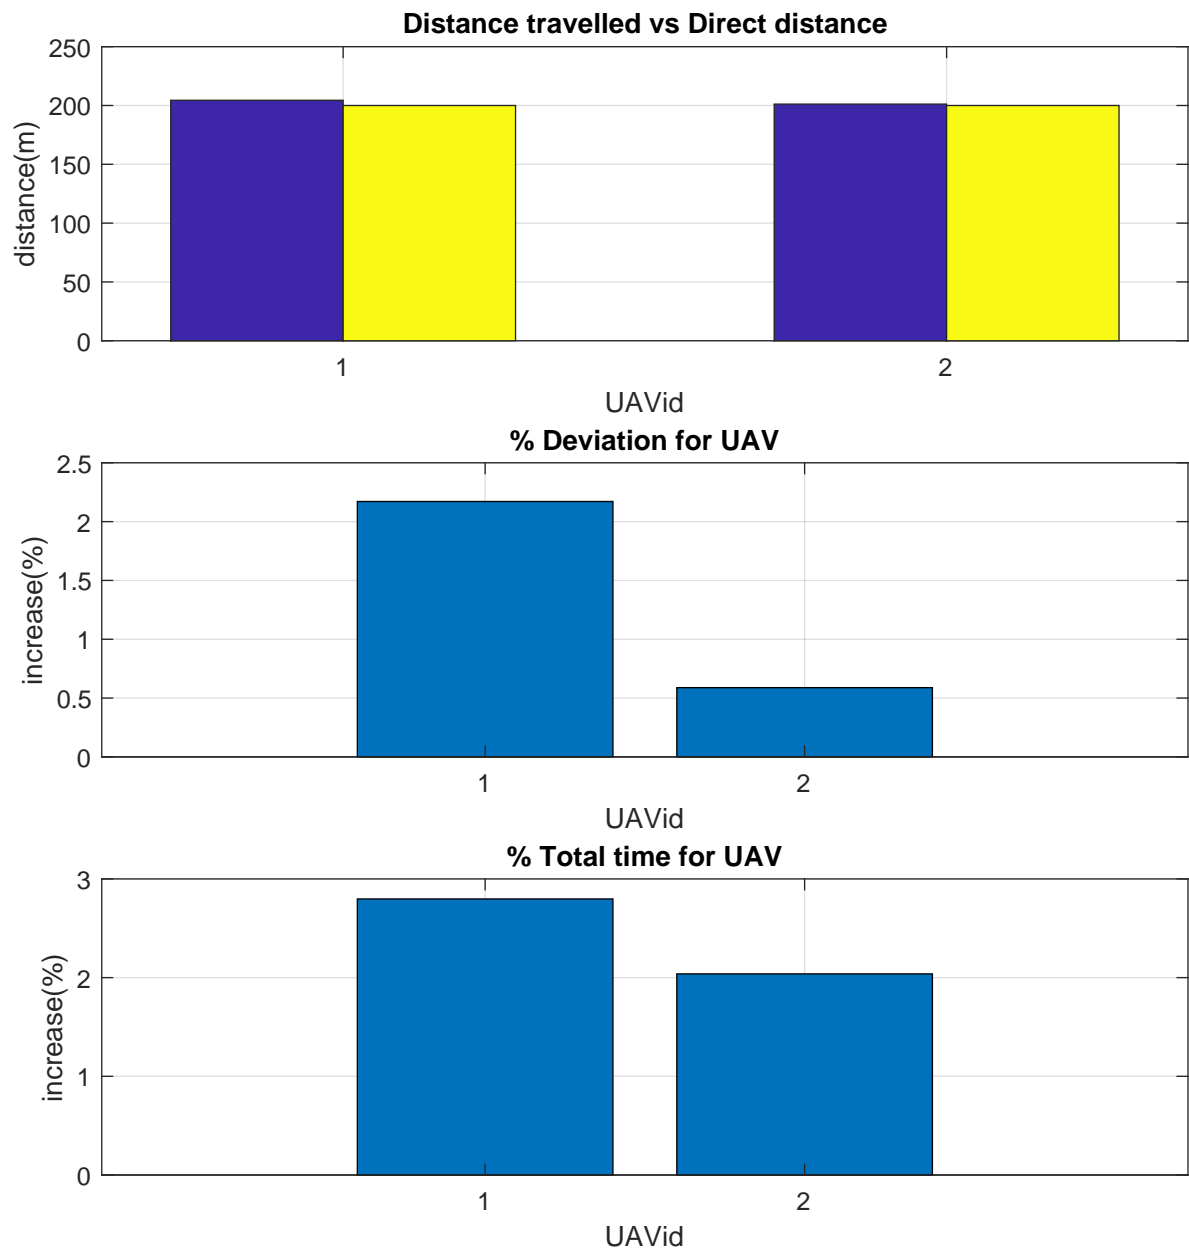 Distance travelled vs Direct distance
250
200
150
100
50
0
distance(m)
1 2
UAVid
% Deviation for UAV
2.5
2
1.5
1
0.5
0
increase(%)
1 2
UAVid
% Total time for UAV
3
2
1
0
increase(%)
1 2
UAVid